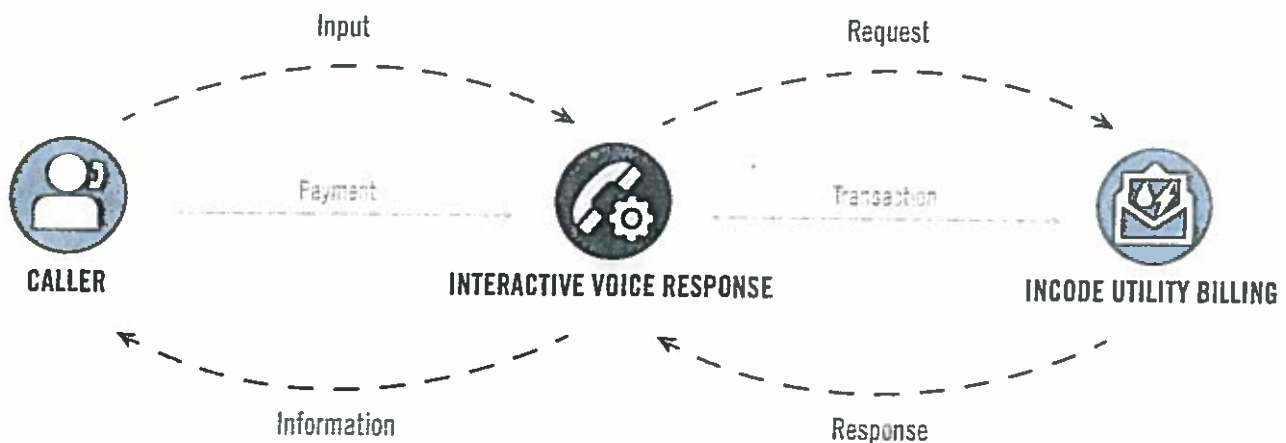 Input
Request
Payment
Transaction
CALLER
INTERACTIVE VOICE RESPONSE
INCODE UTILITY BILLING
Information
Response